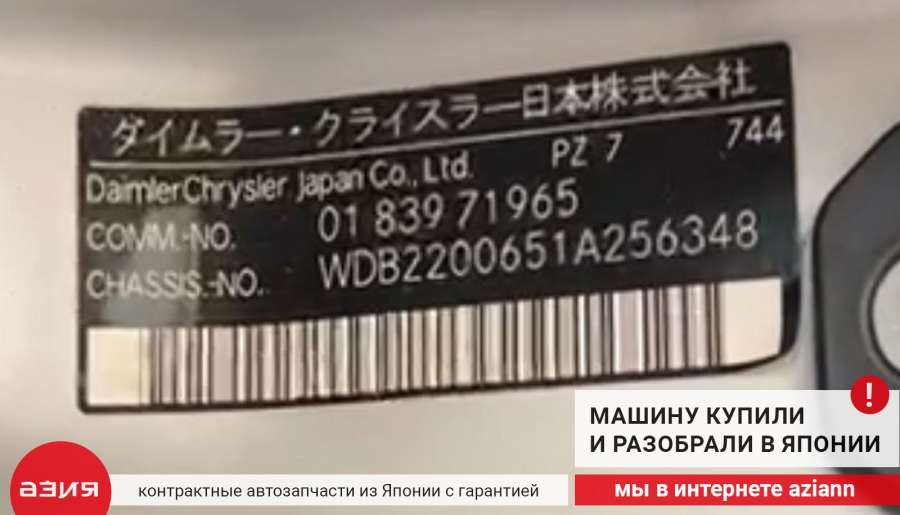 ダイムラー・クライスラー日本株式会社
DaimlerChrysler Japan Co., Ltd. PZ 7 744
COMM.-NO. 01 839 71965
CHASSIS.-NO. WDB2200651A256348
!
МАШИНУ КУПИЛИ
И РАЗОБРАЛИ В ЯПОНИИ
азия
контрактные автозапчасти из Японии с гарантией
мы в интернете aziann